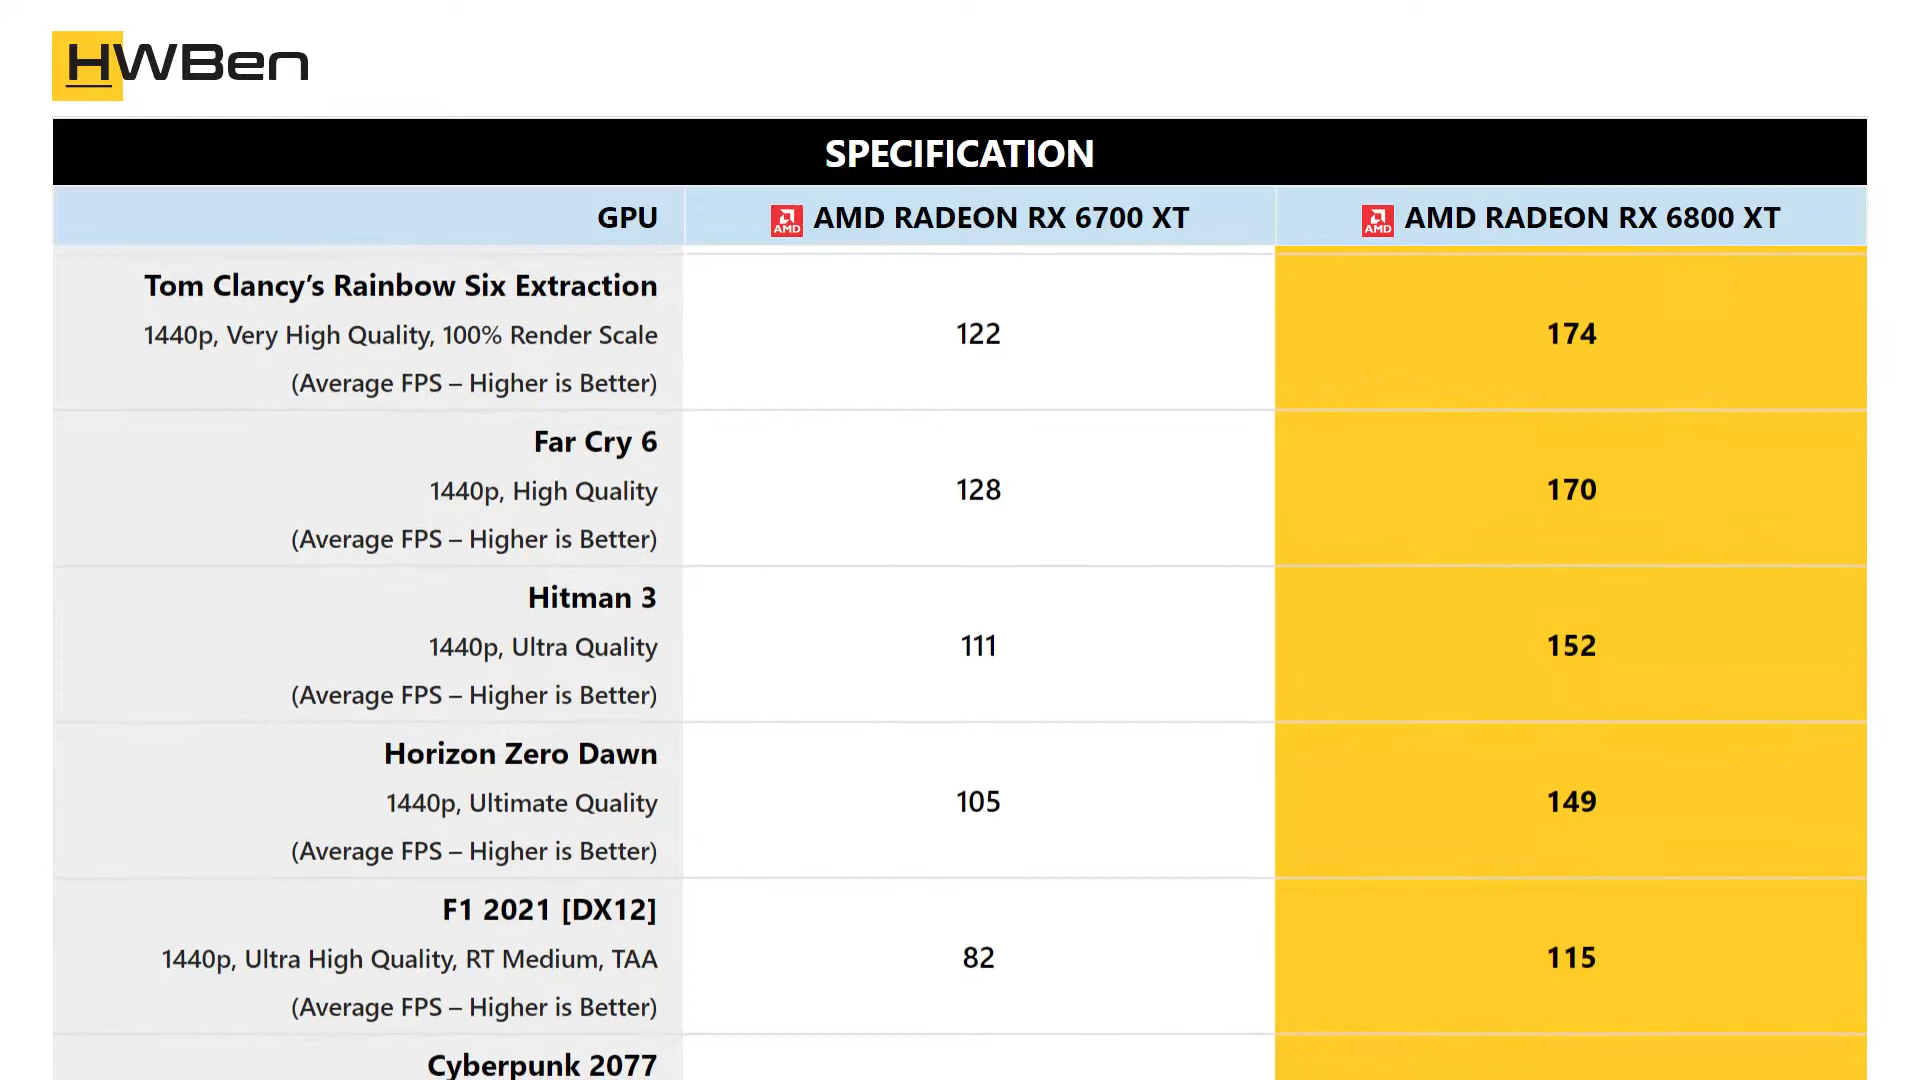 HWBen
SPECIFICATION
GPU AMD AMD RADEON RX 6700 XT AMD AMD RADEON RX 6800 XT
Tom Clancy’s Rainbow Six Extraction
1440p, Very High Quality, 100% Render Scale 122 174
(Average FPS – Higher is Better)
Far Cry 6
1440p, High Quality 128 170
(Average FPS – Higher is Better)
Hitman 3
1440p, Ultra Quality 111 152
(Average FPS – Higher is Better)
Horizon Zero Dawn
1440p, Ultimate Quality 105 149
(Average FPS – Higher is Better)
F1 2021 [DX12]
1440p, Ultra High Quality, RT Medium, TAA 82 115
(Average FPS – Higher is Better)
Cyberpunk 2077